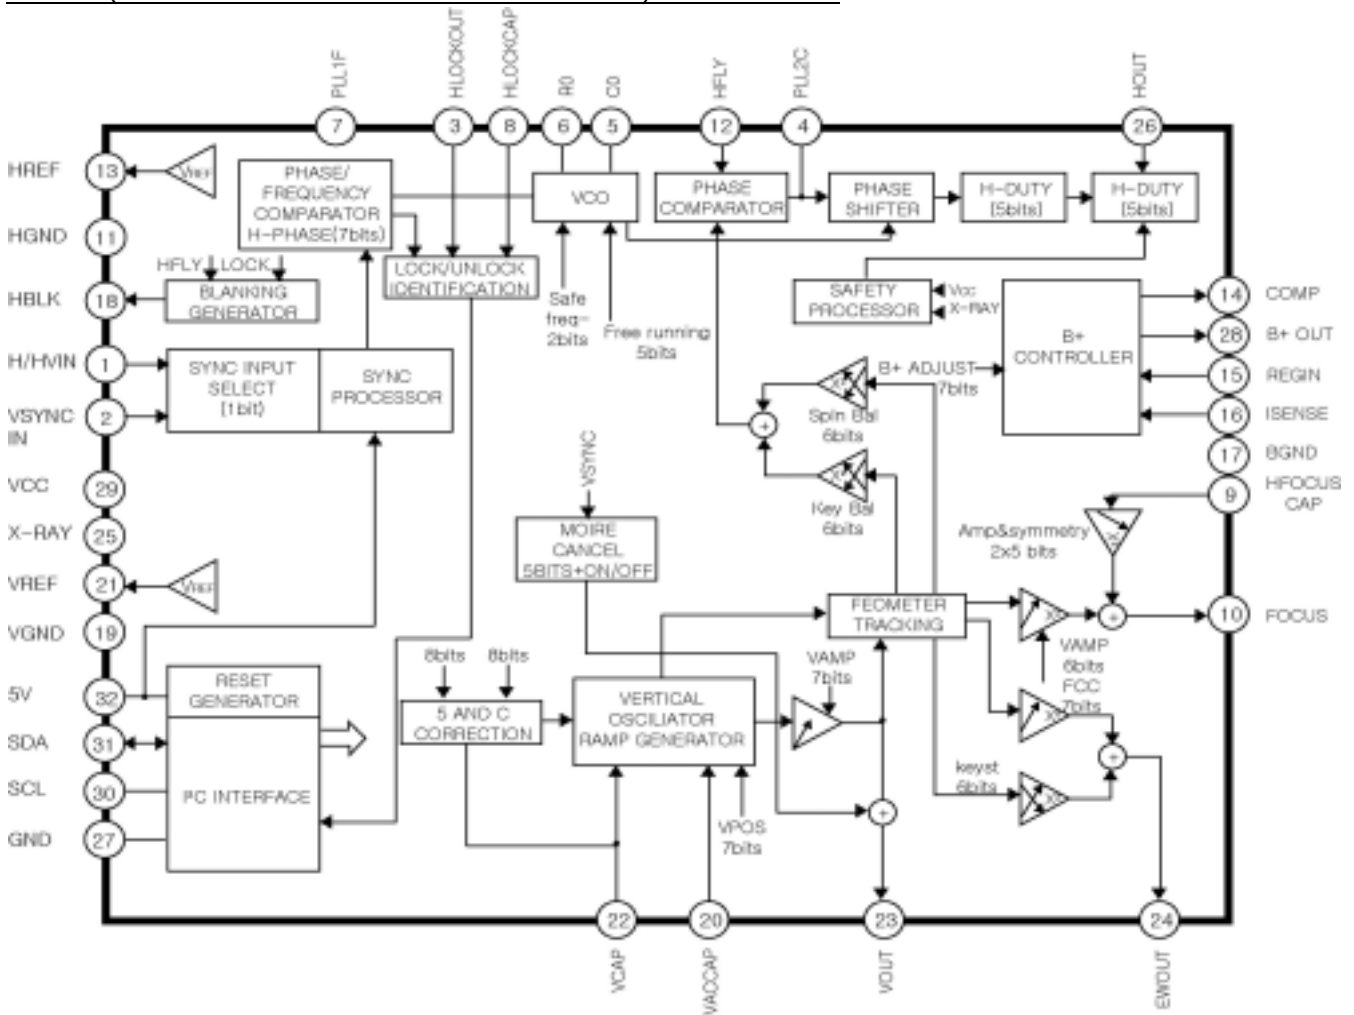 PLL1F
HLOCKOUT
HLOCKCAP
R0
C0
HFLY
PLL2C
HOUT
7
3
8
6
5
12
4
26
HREF
13
VREF
PHASE/
FREQUENCY
COMPARATOR
H-PHASE(7bits)
VCO
PHASE
COMPARATOR
PHASE
SHIFTER
H-DUTY
[5bits]
H-DUTY
[5bits]
HGND
11
HFLY
LOCK
LOCK/UNLOCK
IDENTIFICATION
HBLK
18
BLANKING
GENERATOR
Safe
freq-
2bits
Free running
5bits
SAFETY
PROCESSOR
Vcc
X-RAY
B+
CONTROLLER
14
COMP
28
B+ OUT
15
REGIN
16
ISENSE
17
BGND
9
HFOCUS
CAP
H/HVIN
1
SYNC INPUT
SELECT
(1bit)
SYNC
PROCESSOR
B+ ADJUST
7bits
VSYNC
IN
2
Spin Bal
6bits
+
Key Bal
6bits
VSYNC
VCC
29
MOIRE
CANCEL
5BITS+ON/OFF
Amp&symmetry
2x5 bits
X-RAY
25
VREF
21
VREF
FEOMETER
TRACKING
+
10
FOCUS
VGND
19
8bits
8bits
VAMP
7bits
VAMP
6bits
FCC
7bits
5V
32
RESET
GENERATOR
5 AND C
CORRECTION
VERTICAL
OSCILIATOR
RAMP GENERATOR
SDA
31
+
SCL
30
I²C INTERFACE
keyst
6bits
GND
27
VPOS
7bits
+
22
20
23
24
VCAP
VACCAP
VOUT
EWOUT